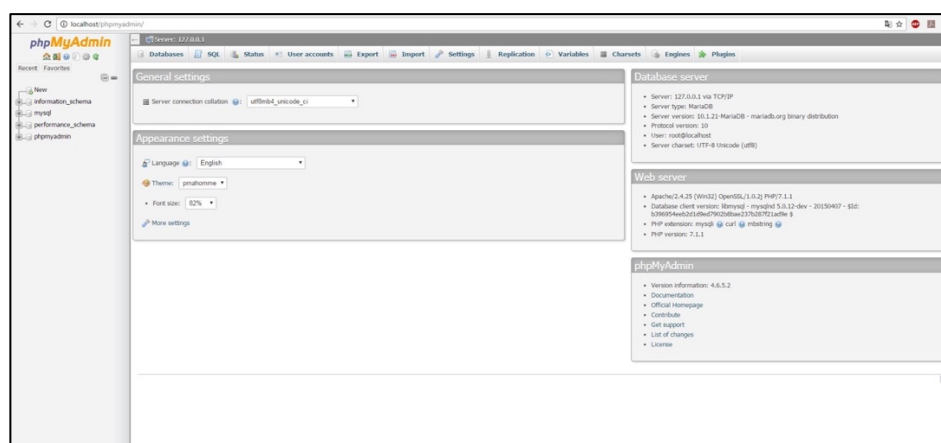 localhost/phpmyadmin/
phpMyAdmin
Recent Favorites
New
information_schema
mysql
performance_schema
phpmyadmin
Server: 127.0.0.1
Databases SQL Status User accounts Export Import Settings Replication Variables Charsets Engines Plugins
General settings
Server connection collation : utf8mb4_unicode_ci
Appearance settings
Language : English
Theme: pmahomme
Font size: 82%
More settings
Database server
Server: 127.0.0.1 via TCP/IP
Server type: MariaDB
Server version: 10.1.21-MariaDB - mariadb.org binary distribution
Protocol version: 10
User: root@localhost
Server charset: UTF-8 Unicode (utf8)
Web server
Apache/2.4.25 (Win32) OpenSSL/1.0.2j PHP/7.1.1
Database client version: libmysql - mysqlnd 5.0.12-dev - 20150407 - $Id:
b396954eeb2d1d9ed7902b8bae237b287f21ad9e $
PHP extension: mysqli curl mbstring
PHP version: 7.1.1
phpMyAdmin
Version information: 4.6.5.2
Documentation
Official Homepage
Contribute
Get support
List of changes
License